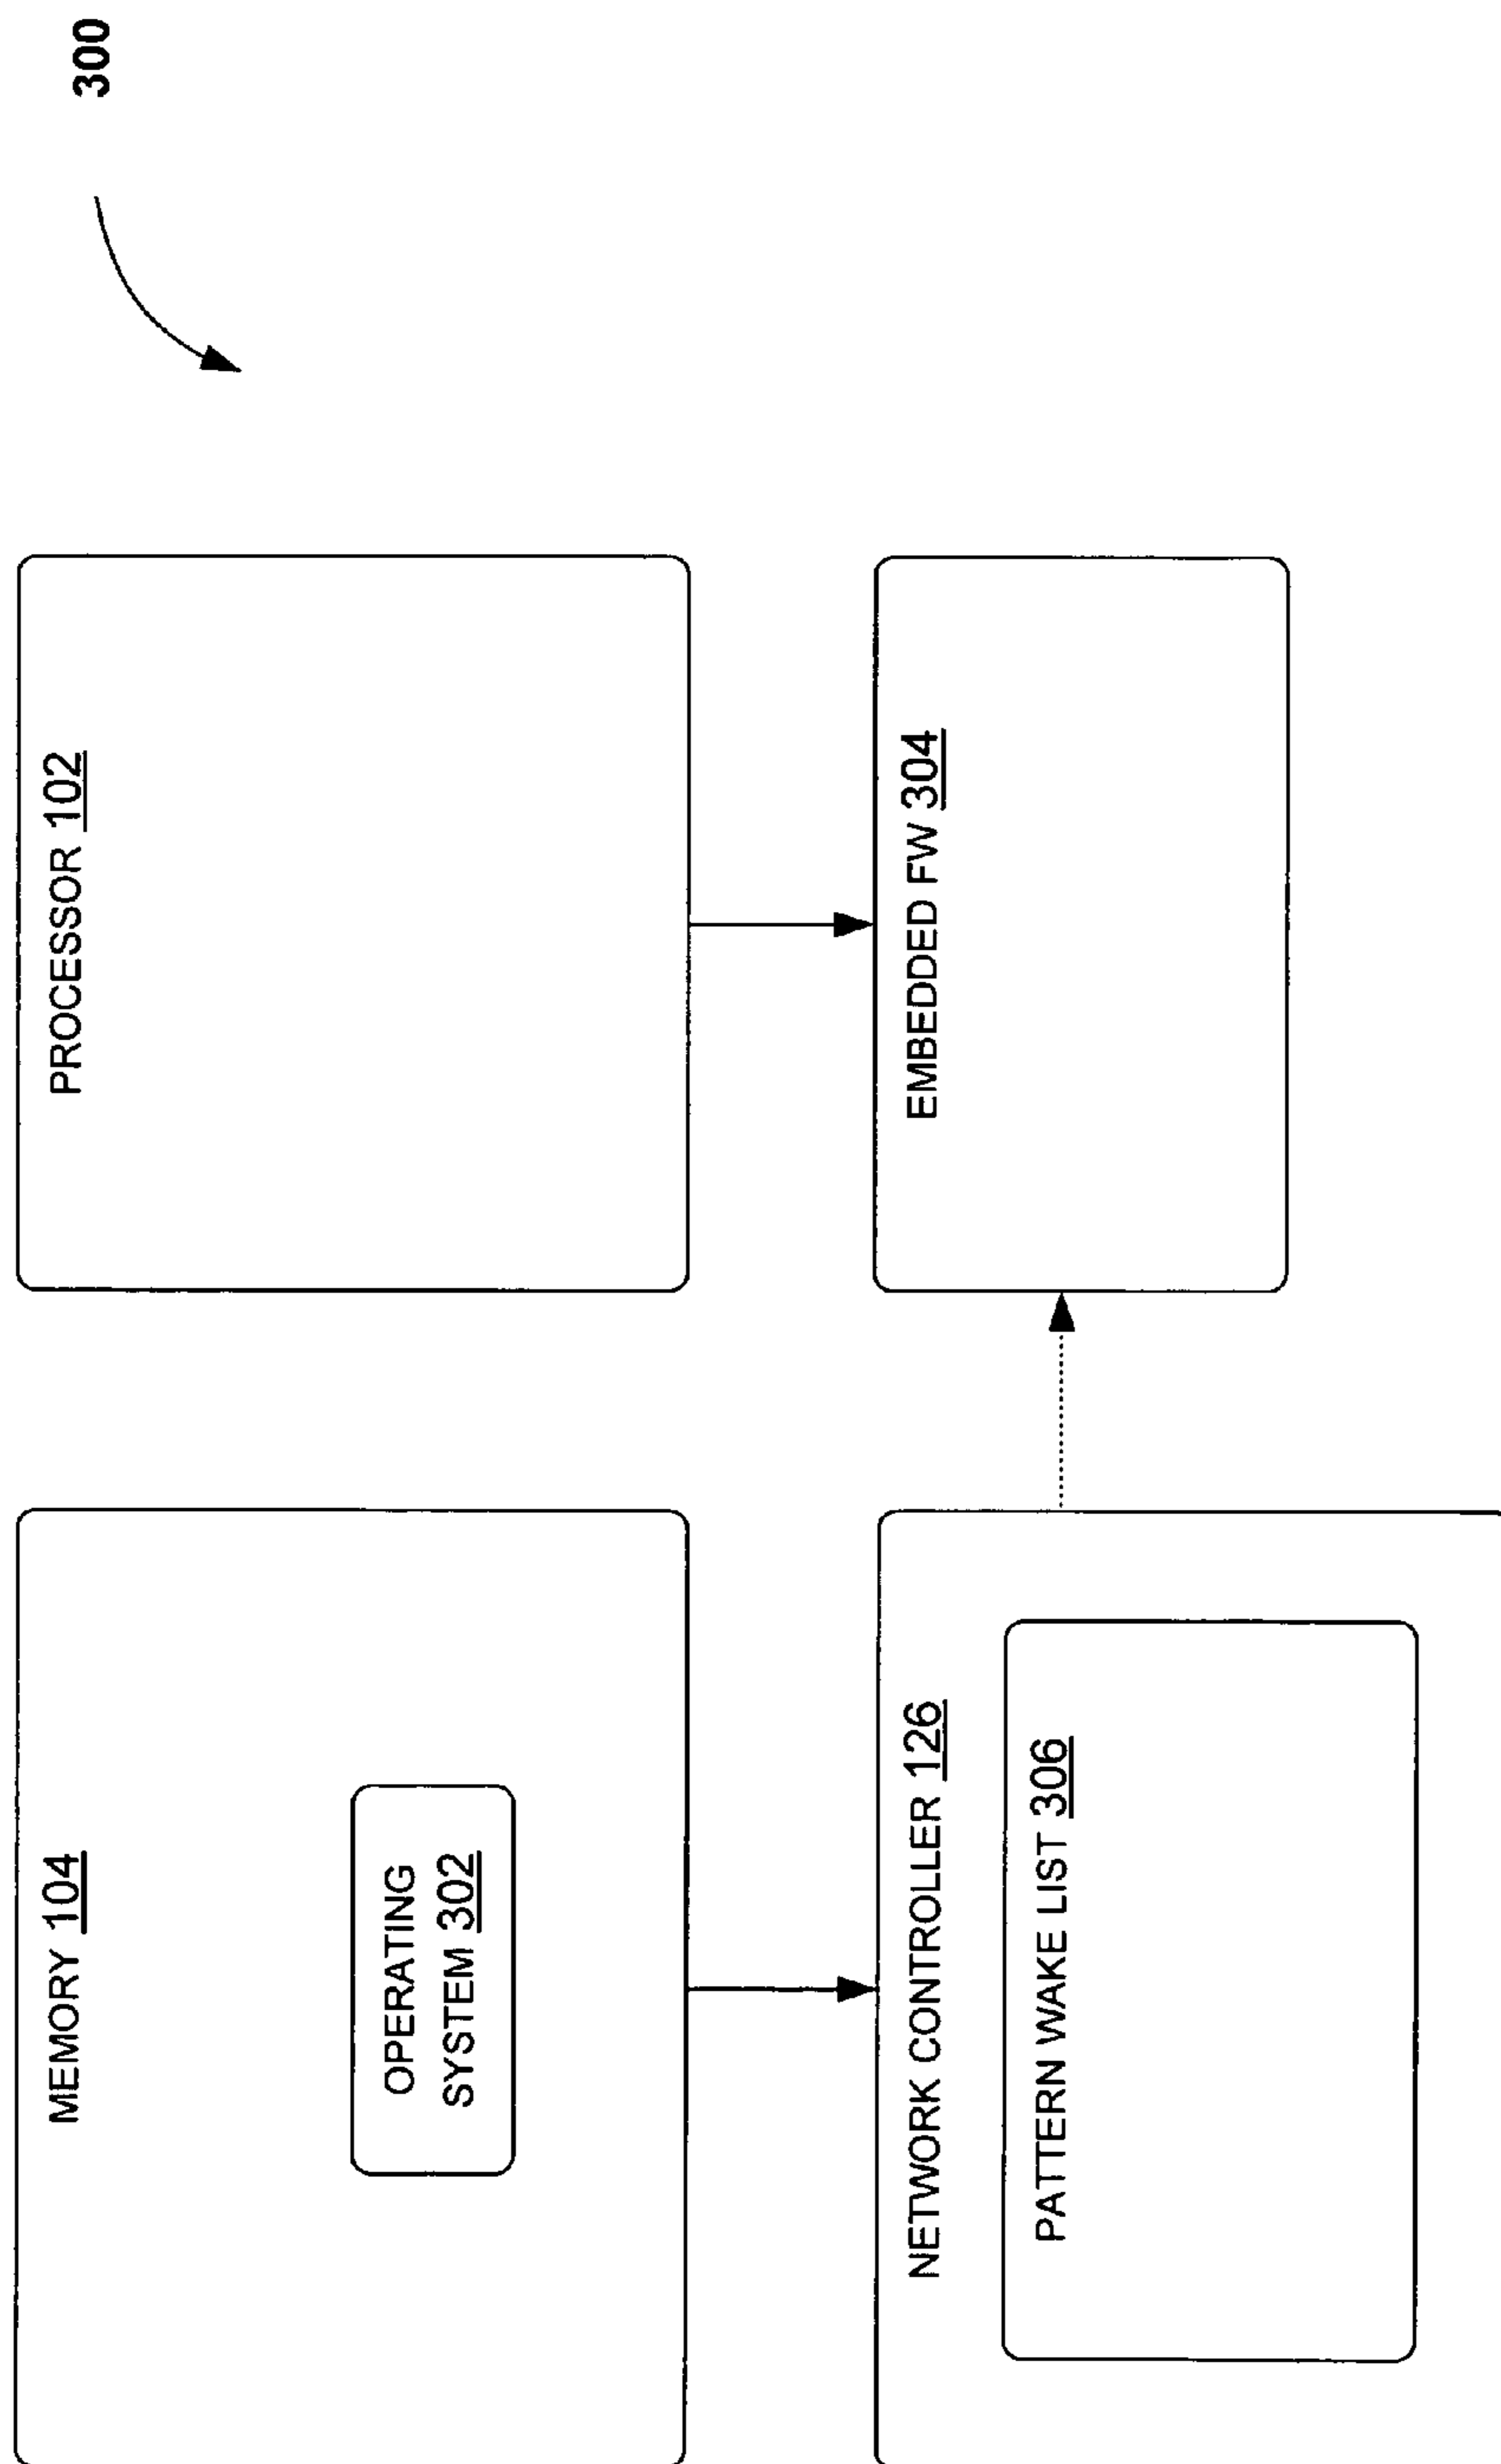 300
MEMORY 104
OPERATING
SYSTEM 302
PROCESSOR 102
NETWORK CONTROLLER 126
PATTERN WAKE LIST 306
EMBEDDED FW 304